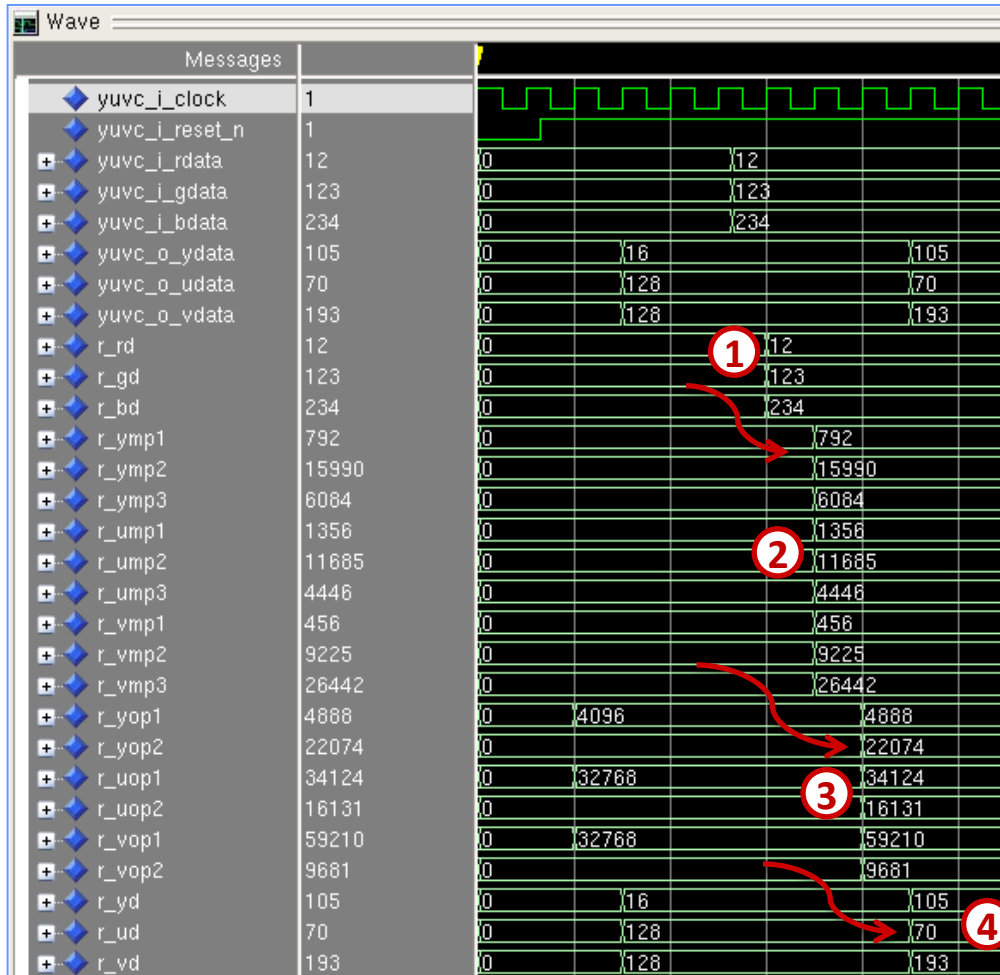 Wave
Messages
yuvc_i_clock 1
yuvc_i_reset_n 1
yuvc_i_rdata 12 0 12
yuvc_i_gdata 123 0 123
yuvc_i_bdata 234 0 234
yuvc_o_ydata 105 0 16 105
yuvc_o_udata 70 0 128 70
yuvc_o_vdata 193 0 128 193
r_rd 12 0 1 12
r_gd 123 0 123
r_bd 234 0 234
r_ymp1 792 0 792
r_ymp2 15990 0 15990
r_ymp3 6084 0 6084
r_ump1 1356 0 1356
r_ump2 11685 0 2 11685
r_ump3 4446 0 4446
r_vmp1 456 0 456
r_vmp2 9225 0 9225
r_vmp3 26442 0 26442
r_yop1 4888 0 4096 4888
r_yop2 22074 0 22074
r_uop1 34124 0 32768 34124
r_uop2 16131 0 3 16131
r_vop1 59210 0 32768 59210
r_vop2 9681 0 9681
r_yd 105 0 16 105
r_ud 70 0 128 70 4
r_vd 193 0 128 193